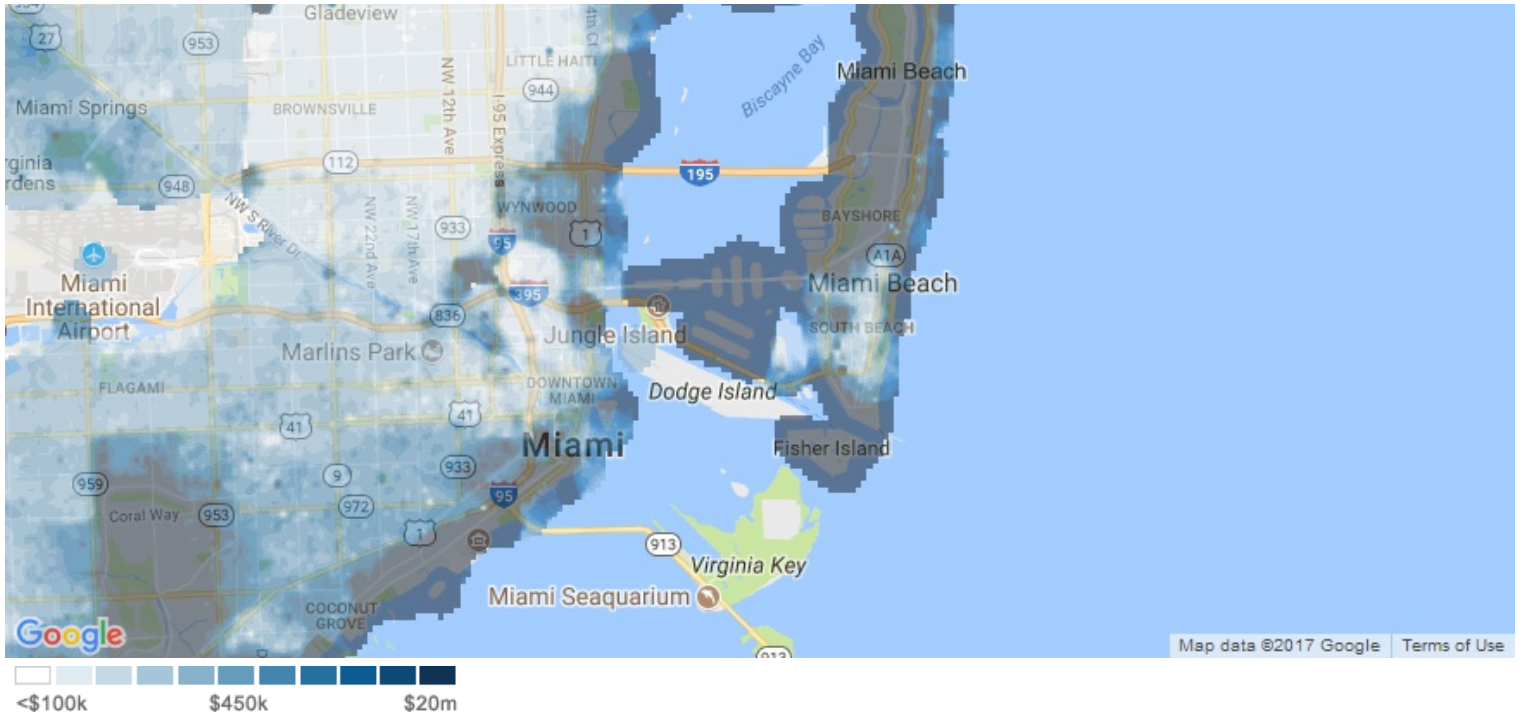 Gladeview
27
953
4th Ct
Miami Beach
Biscayne Bay
LITTLE HAITI
NW 12th Ave
I-95 Express
944
Miami Springs
BROWNSVILLE
112
195
rginia
rdens
948
NW S River Dr
NW 22nd Ave
NW 17th Ave
933
WYNWOOD
1
BAYSHORE
95
A1A
Miami
International
Airport
395
Miami Beach
836
Jungle Island
SOUTH BEACH
Marlins Park
FLAGAMI
DOWNTOWN
MIAMI
Dodge Island
41
41
Miami
Fisher Island
959
9
933
95
Coral Way
953
972
1
913
Virginia Key
Miami Seaquarium
COCONUT
GROVE
Google
913
Map data ©2017 Google
Terms of Use
<$100k
$450k
$20m